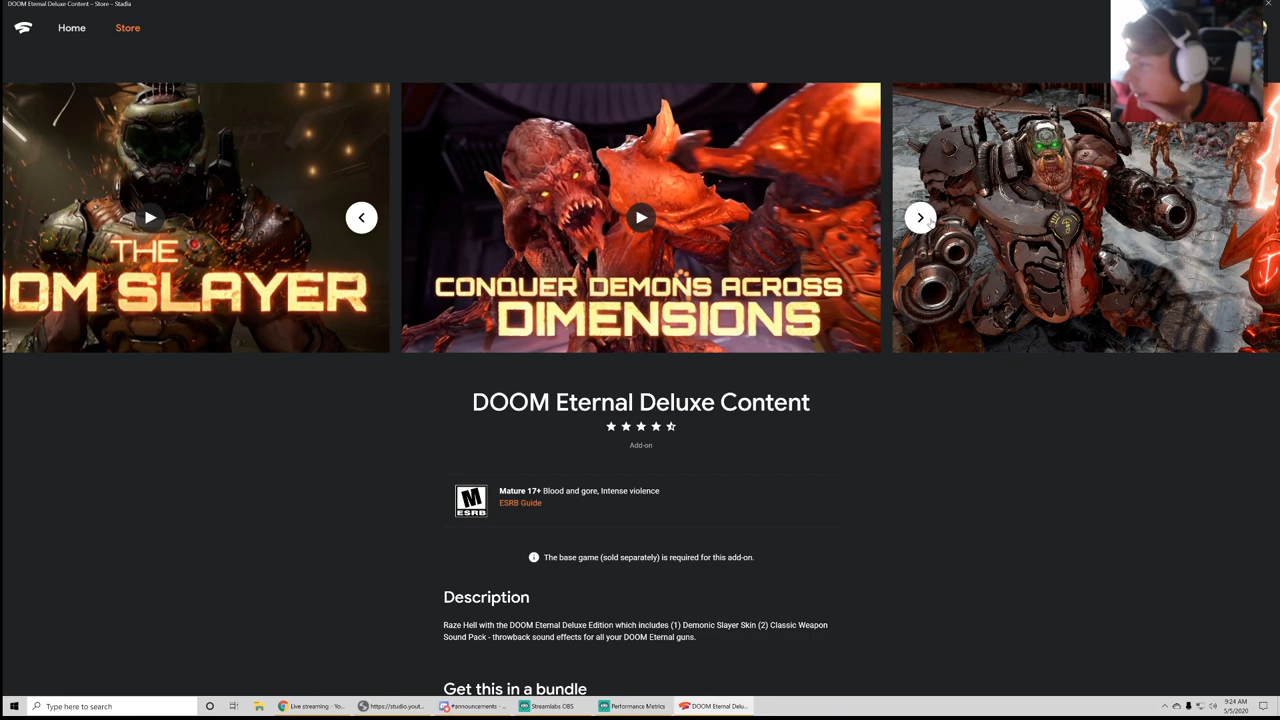 DOOM Eternal Deluxe Content – Store – Stadia
Home
Store
THE
OOM SLAYER
CONQUER DEMONS ACROSS
DIMENSIONS
DOOM Eternal Deluxe Content
Add-on
M
ESRB
Mature 17+ Blood and gore, Intense violence
ESRB Guide
The base game (sold separately) is required for this add-on.
Description
Raze Hell with the DOOM Eternal Deluxe Edition which includes (1) Demonic Slayer Skin (2) Classic Weapon
Sound Pack - throwback sound effects for all your DOOM Eternal guns.
Get this in a bundle
Type here to search
Live streaming - Yo...
https://studio.yout...
#announcements - ...
Streamlabs OBS
Performance Metrics
DOOM Eternal Delu...
9:24 AM
5/5/2020